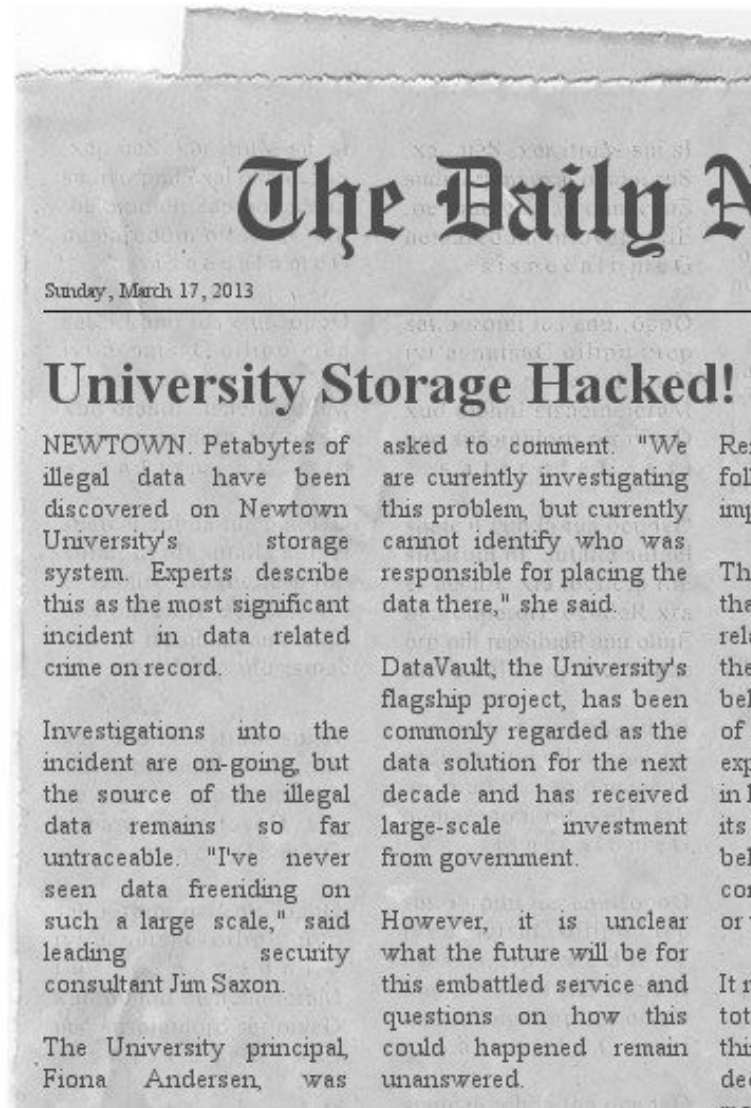 The Daily
Sunday, March 17, 2013
University Storage Hacked!
NEWTOWN. Petabytes of
illegal data have been
discovered on Newtown
University's storage
system. Experts describe
this as the most significant
incident in data related
crime on record.
Investigations into the
incident are on-going, but
the source of the illegal
data remains so far
untraceable. "I've never
seen data freeriding on
such a large scale," said
leading security
consultant Jim Saxon.
The University principal,
Fiona Andersen, was
asked to comment. "We
are currently investigating
this problem, but currently
cannot identify who was
responsible for placing the
data there," she said.
DataVault, the University's
flagship project, has been
commonly regarded as the
data solution for the next
decade and has received
large-scale investment
from government.
However, it is unclear
what the future will be for
this embattled service and
questions on how this
could happened remain
unanswered.
of
its
or
It